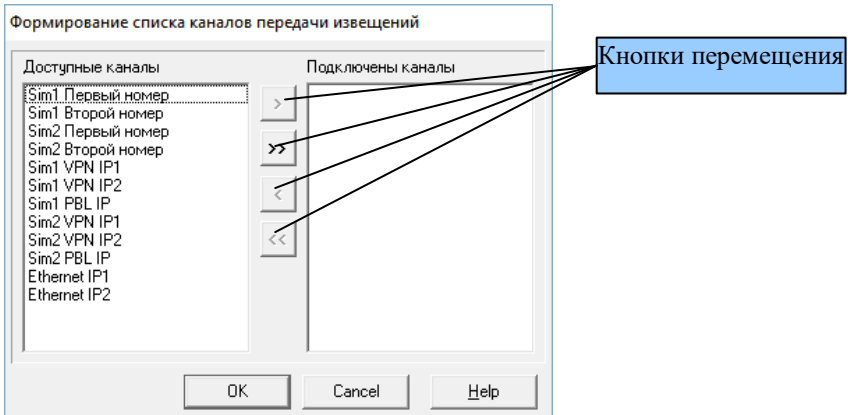 Формирование списка каналов передачи извещений
Доступные каналы
Подключены каналы
Кнопки перемещения
Sim1 Первый номер
Sim1 Второй номер
Sim2 Первый номер
Sim2 Второй номер
Sim1 VPN IP1
Sim1 VPN IP2
Sim1 PBL IP
Sim2 VPN IP1
Sim2 VPN IP2
Sim2 PBL IP
Ethernet IP1
Ethernet IP2
>
>>
<
<<
OK
Cancel
Help